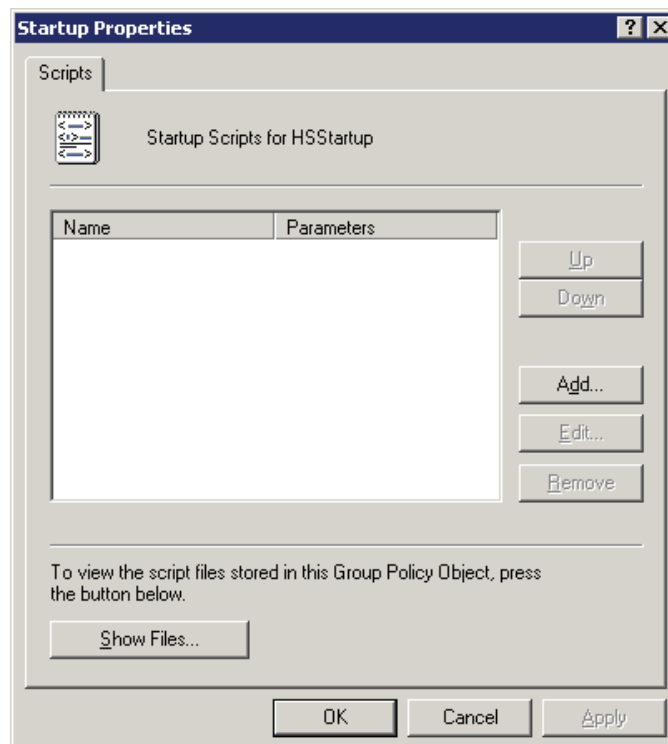 Startup Properties
Scripts
Startup Scripts for HSStartup
Name Parameters
Up
Down
Add...
Edit...
Remove
To view the script files stored in this Group Policy Object, press
the button below.
Show Files...
OK Cancel Apply